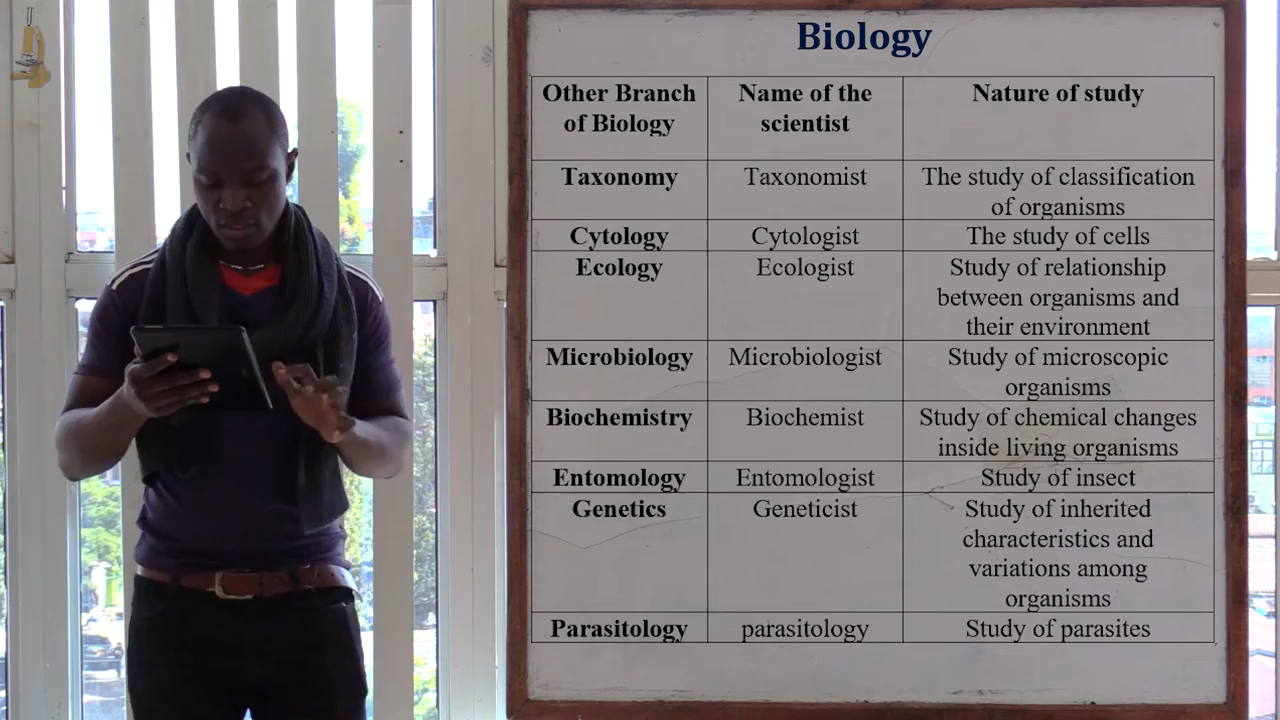 Biology
Other Branch
of Biology
Name of the
scientist
Nature of study
Taxonomy
Taxonomist
The study of classification
of organisms
Cytology
Cytologist
The study of cells
Ecology
Ecologist
Study of relationship
between organisms and
their environment
Microbiology
Microbiologist
Study of microscopic
organisms
Biochemistry
Biochemist
Study of chemical changes
inside living organisms
Entomology
Entomologist
Study of insect
Genetics
Geneticist
Study of inherited
characteristics and
variations among
organisms
Parasitology
parasitology
Study of parasites